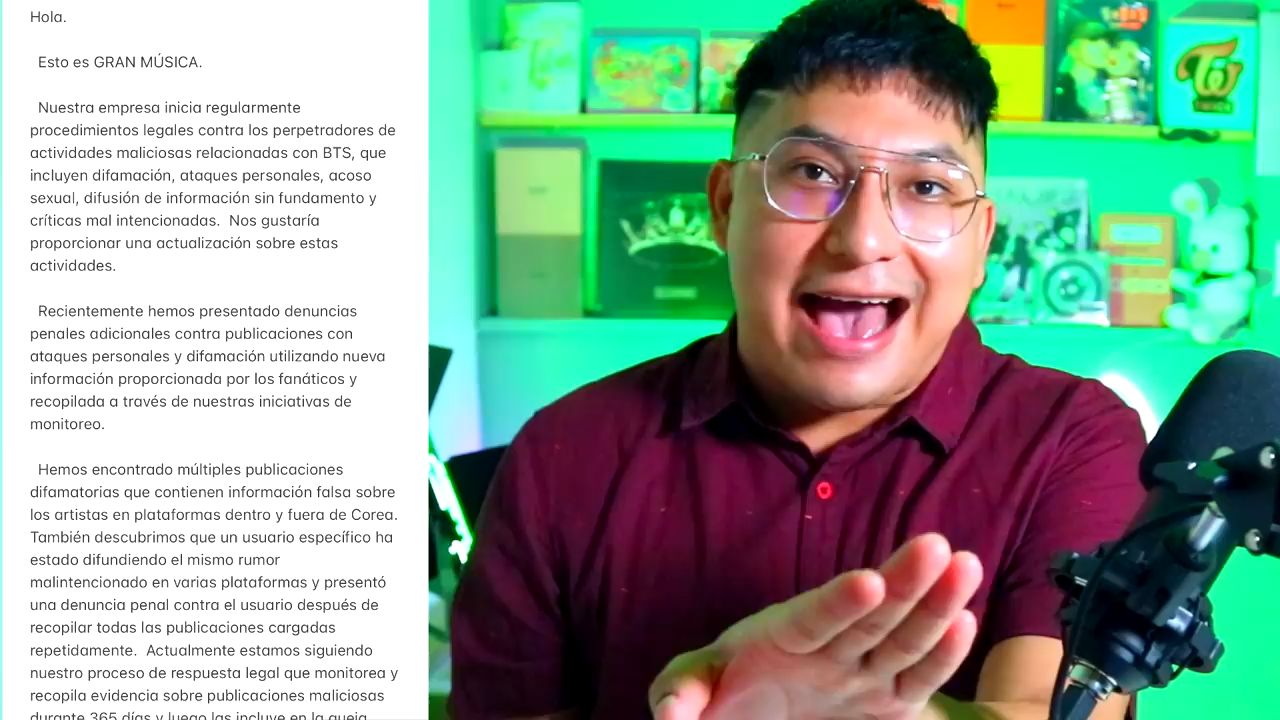 Hola.
Esto es GRAN MÚSICA.
Nuestra empresa inicia regularmente
procedimientos legales contra los perpetradores de
actividades maliciosas relacionadas con BTS, que
incluyen difamación, ataques personales, acoso
sexual, difusión de información sin fundamento y
críticas mal intencionadas.  Nos gustaría
proporcionar una actualización sobre estas
actividades.
Recientemente hemos presentado denuncias
penales adicionales contra publicaciones con
ataques personales y difamación utilizando nueva
información proporcionada por los fanáticos y
recopilada a través de nuestras iniciativas de
monitoreo.
Hemos encontrado múltiples publicaciones
difamatorias que contienen información falsa sobre
los artistas en plataformas dentro y fuera de Corea.
También descubrimos que un usuario específico ha
estado difundiendo el mismo rumor
malintencionado en varias plataformas y presentó
una denuncia penal contra el usuario después de
recopilar todas las publicaciones cargadas
repetidamente.  Actualmente estamos siguiendo
nuestro proceso de respuesta legal que monitorea y
recopila evidencia sobre publicaciones maliciosas
durante 365 días y luego las incluye en la queja
TWICE